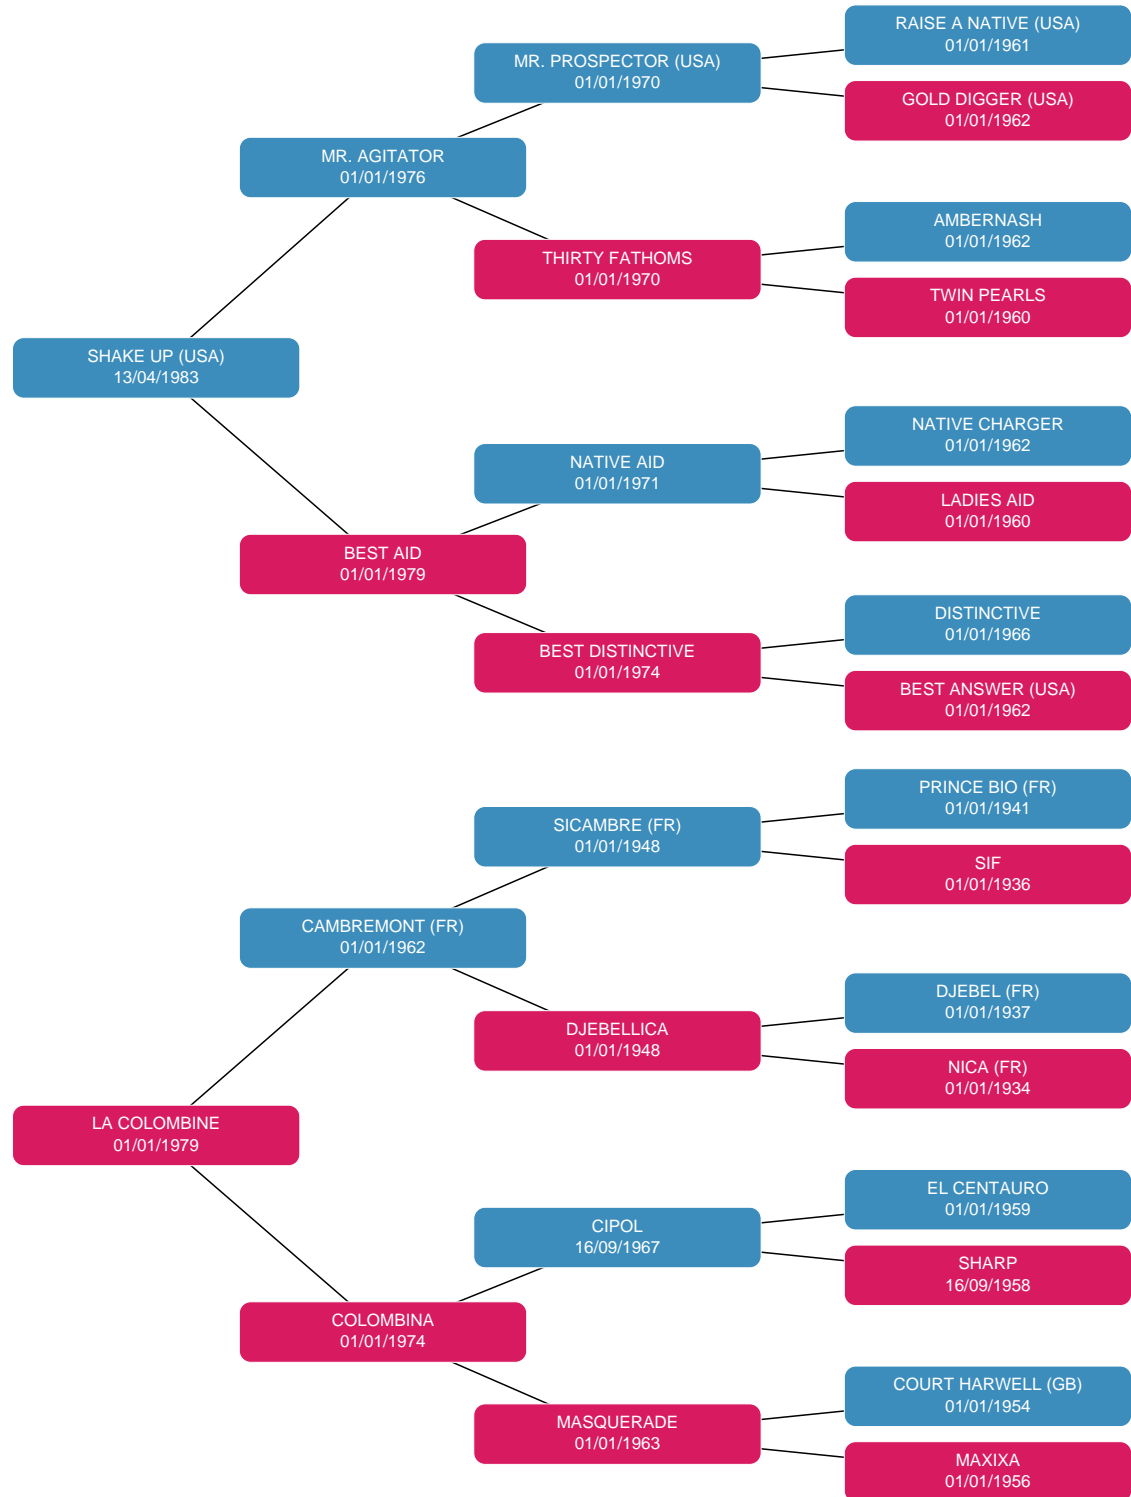 RAISE A NATIVE (USA)
01/01/1961
MR. PROSPECTOR (USA)
01/01/1970
GOLD DIGGER (USA)
01/01/1962
MR. AGITATOR
01/01/1976
AMBERNASH
01/01/1962
THIRTY FATHOMS
01/01/1970
TWIN PEARLS
01/01/1960
SHAKE UP (USA)
13/04/1983
NATIVE CHARGER
01/01/1962
NATIVE AID
01/01/1971
LADIES AID
01/01/1960
BEST AID
01/01/1979
DISTINCTIVE
01/01/1966
BEST DISTINCTIVE
01/01/1974
BEST ANSWER (USA)
01/01/1962
PRINCE BIO (FR)
01/01/1941
SICAMBRE (FR)
01/01/1948
SIF
01/01/1936
CAMBREMONT (FR)
01/01/1962
DJEBEL (FR)
01/01/1937
DJEBELLICA
01/01/1948
NICA (FR)
01/01/1934
LA COLOMBINE
01/01/1979
EL CENTAURO
01/01/1959
CIPOL
16/09/1967
SHARP
16/09/1958
COLOMBINA
01/01/1974
COURT HARWELL (GB)
01/01/1954
MASQUERADE
01/01/1963
MAXIXA
01/01/1956